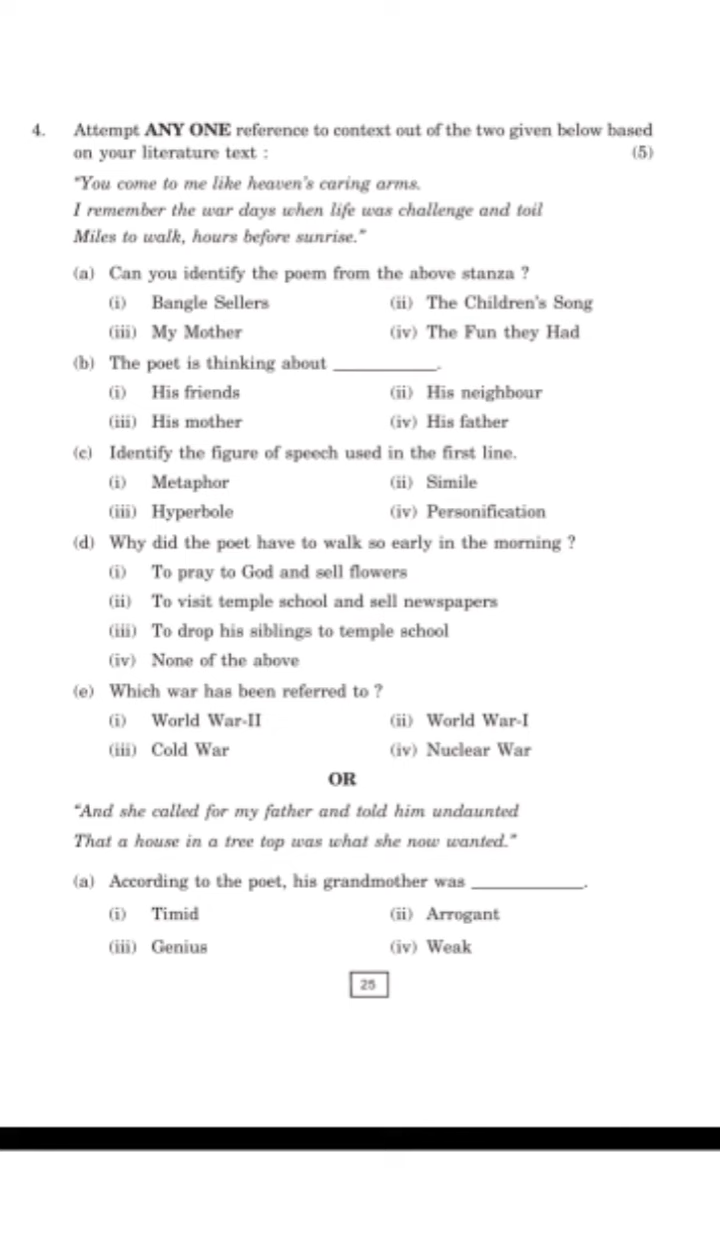 4. Attempt ANY ONE reference to context out of the two given below based
on your literature text : (5)
"You come to me like heaven's caring arms.
I remember the war days when life was challenge and toil
Miles to walk, hours before sunrise."
(a) Can you identify the poem from the above stanza ?
(i) Bangle Sellers (ii) The Children's Song
(iii) My Mother (iv) The Fun they Had
(b) The poet is thinking about ____________.
(i) His friends (ii) His neighbour
(iii) His mother (iv) His father
(c) Identify the figure of speech used in the first line.
(i) Metaphor (ii) Simile
(iii) Hyperbole (iv) Personification
(d) Why did the poet have to walk so early in the morning ?
(i) To pray to God and sell flowers
(ii) To visit temple school and sell newspapers
(iii) To drop his siblings to temple school
(iv) None of the above
(e) Which war has been referred to ?
(i) World War-II (ii) World War-I
(iii) Cold War (iv) Nuclear War
OR
"And she called for my father and told him undaunted
That a house in a tree top was what she now wanted."
(a) According to the poet, his grandmother was ____________.
(i) Timid (ii) Arrogant
(iii) Genius (iv) Weak
25